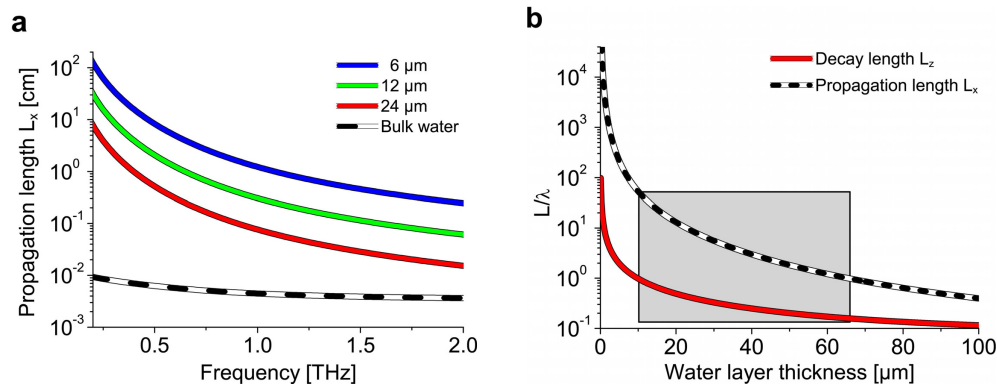 a
Propagation length Lₓ [cm]
10²
10¹
10⁰
10⁻¹
10⁻²
10⁻³
0.5
1.0
1.5
2.0
Frequency [THz]
6 µm
12 µm
24 µm
Bulk water
b
L/λ
10⁴
10³
10²
10¹
10⁰
10⁻¹
0
20
40
60
80
100
Water layer thickness [µm]
Decay length L_z
Propagation length Lₓ